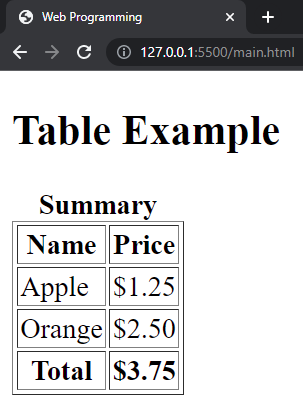 Web Programming
127.0.0.1:5500/main.html
Table Example
Summary
Name Price
Apple $1.25
Orange $2.50
Total $3.75